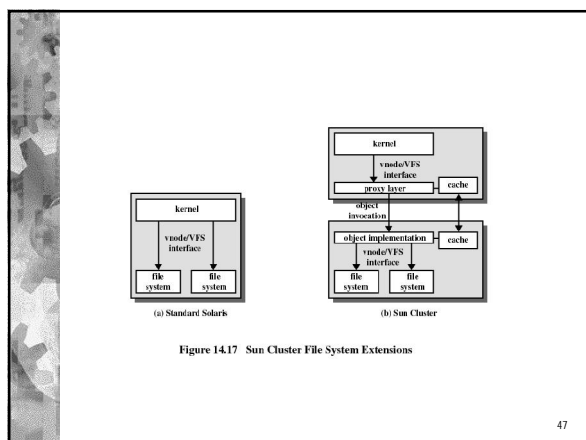 kernel
vnode/VFS
interface
file
system
file
system
(a) Standard Solaris
kernel
vnode/VFS
interface
proxy layer
cache
object
invocation
object implementation
cache
vnode/VFS
interface
file
system
file
system
(b) Sun Cluster
Figure 14.17 Sun Cluster File System Extensions
47